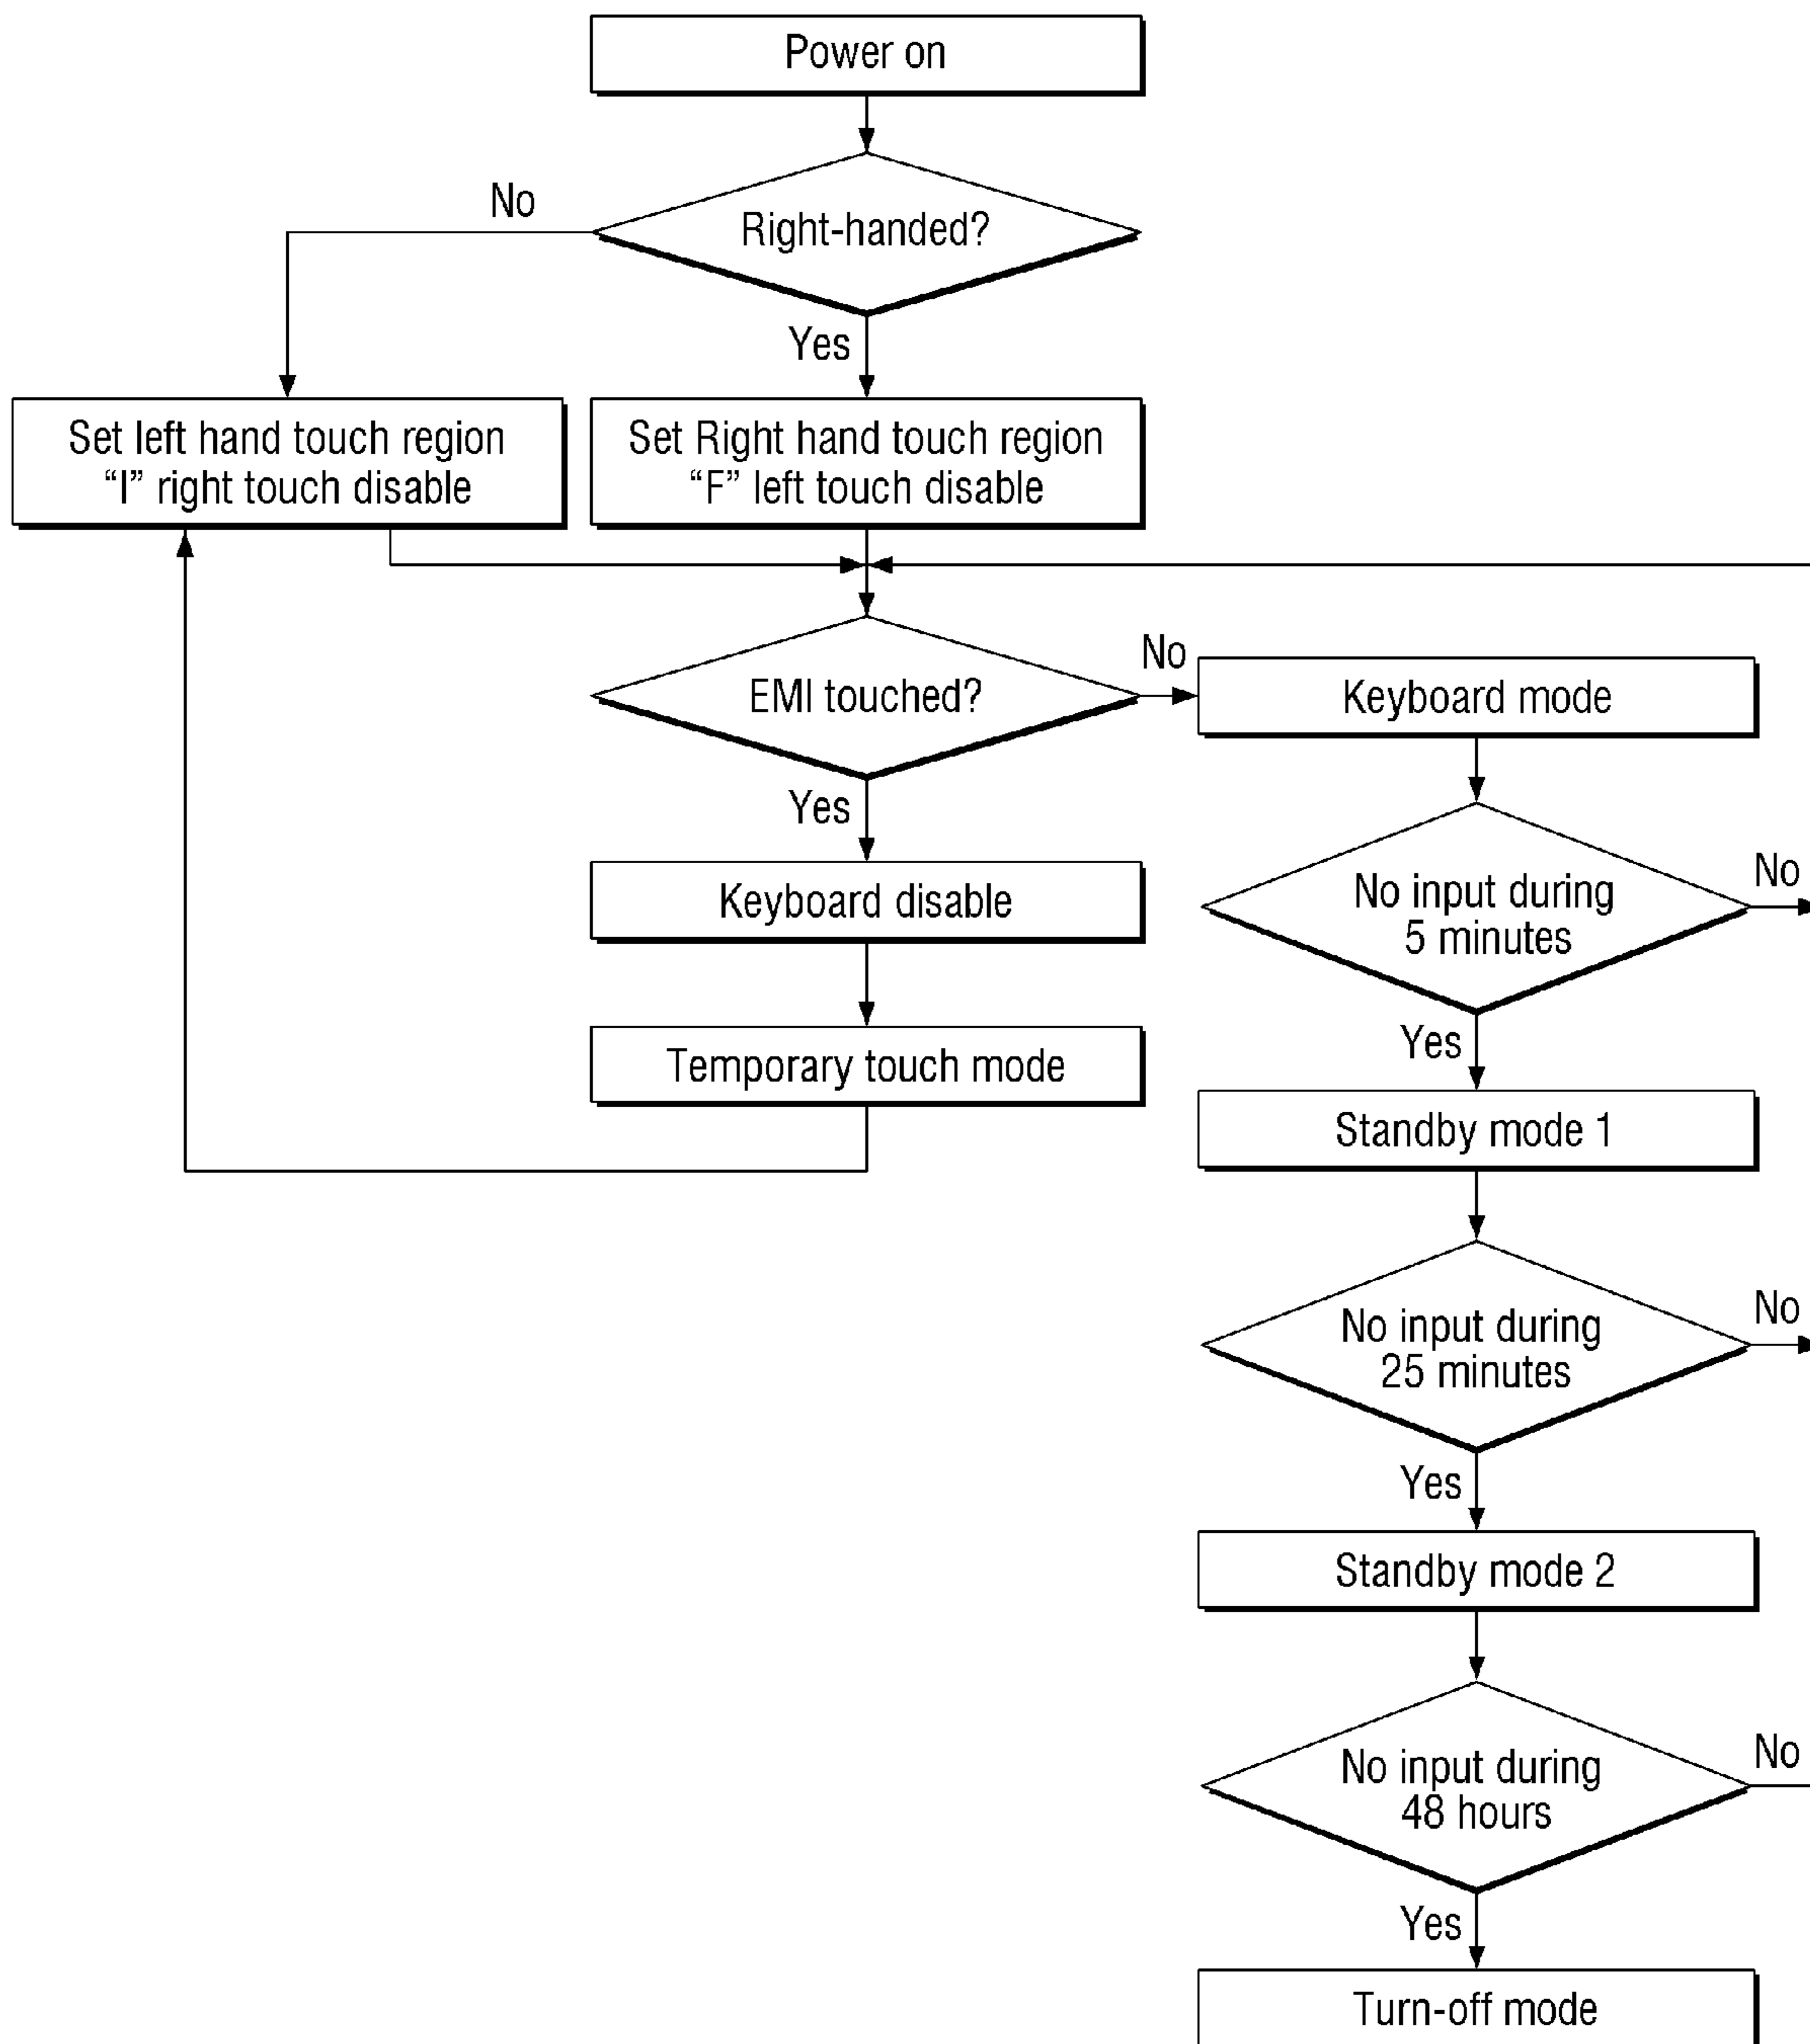 Power on
No
Right-handed?
Yes
Set left hand touch region
“I” right touch disable
Set Right hand touch region
“F” left touch disable
No
EMI touched?
Keyboard mode
Yes
No
Keyboard disable
No input during
5 minutes
Yes
Temporary touch mode
Standby mode 1
No
No input during
25 minutes
Yes
Standby mode 2
No
No input during
48 hours
Yes
Turn-off mode